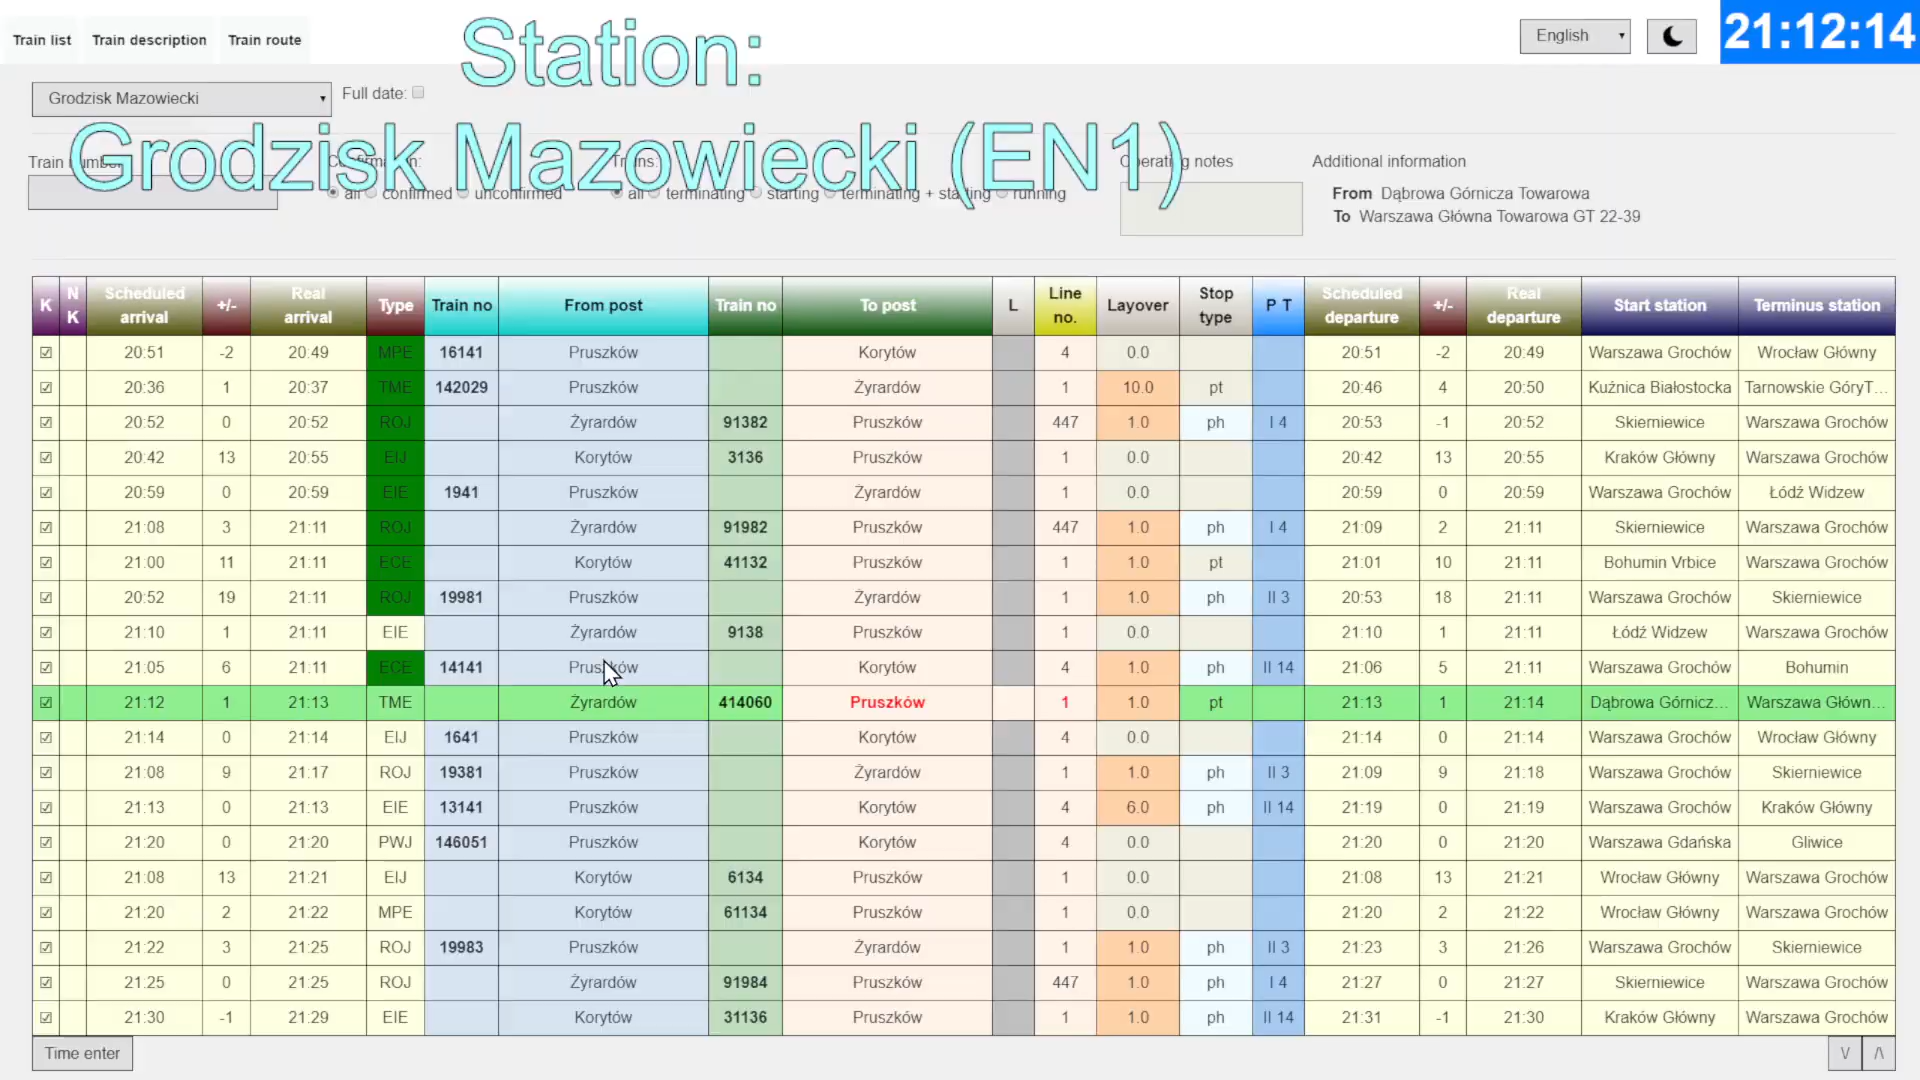 Train list Train description Train route English 21:12:14
Station:
Grodzisk Mazowiecki Full date:
Grodzisk Mazowiecki (EN1)
Train number Confirmation: Trains: Operating notes Additional information
all confirmed unconfirmed all terminating starting terminating + starting running From Dąbrowa Górnicza Towarowa
To Warszawa Główna Towarowa GT 22-39
K N K Scheduled arrival +/- Real arrival Type Train no From post Train no To post L Line no. Layover Stop type P T Scheduled departure +/- Real departure Start station Terminus station
20:51 -2 20:49 MPE 16141 Pruszków Korytów 4 0.0 20:51 -2 20:49 Warszawa Grochów Wrocław Główny
20:36 1 20:37 TME 142029 Pruszków Żyrardów 1 10.0 pt 20:46 4 20:50 Kuźnica Białostocka Tarnowskie GóryT...
20:52 0 20:52 ROJ Żyrardów 91382 Pruszków 447 1.0 ph I 4 20:53 -1 20:52 Skierniewice Warszawa Grochów
20:42 13 20:55 EIJ Korytów 3136 Pruszków 1 0.0 20:42 13 20:55 Kraków Główny Warszawa Grochów
20:59 0 20:59 EIE 1941 Pruszków Żyrardów 1 0.0 20:59 0 20:59 Warszawa Grochów Łódź Widzew
21:08 3 21:11 ROJ Żyrardów 91982 Pruszków 447 1.0 ph I 4 21:09 2 21:11 Skierniewice Warszawa Grochów
21:00 11 21:11 ECE Korytów 41132 Pruszków 1 1.0 pt 21:01 10 21:11 Bohumin Vrbice Warszawa Grochów
20:52 19 21:11 ROJ 19981 Pruszków Żyrardów 1 1.0 ph II 3 20:53 18 21:11 Warszawa Grochów Skierniewice
21:10 1 21:11 EIE Żyrardów 9138 Pruszków 1 0.0 21:10 1 21:11 Łódź Widzew Warszawa Grochów
21:05 6 21:11 ECE 14141 Pruszków Korytów 4 1.0 ph II 14 21:06 5 21:11 Warszawa Grochów Bohumin
21:12 1 21:13 TME Żyrardów 414060 Pruszków 1 1.0 pt 21:13 1 21:14 Dąbrowa Górnicz... Warszawa Główn...
21:14 0 21:14 EIJ 1641 Pruszków Korytów 4 0.0 21:14 0 21:14 Warszawa Grochów Wrocław Główny
21:08 9 21:17 ROJ 19381 Pruszków Żyrardów 1 1.0 ph II 3 21:09 9 21:18 Warszawa Grochów Skierniewice
21:13 0 21:13 EIE 13141 Pruszków Korytów 4 6.0 ph II 14 21:19 0 21:19 Warszawa Grochów Kraków Główny
21:20 0 21:20 PWJ 146051 Pruszków Korytów 4 0.0 21:20 0 21:20 Warszawa Gdańska Gliwice
21:08 13 21:21 EIJ Korytów 6134 Pruszków 1 0.0 21:08 13 21:21 Wrocław Główny Warszawa Grochów
21:20 2 21:22 MPE Korytów 61134 Pruszków 1 0.0 21:20 2 21:22 Wrocław Główny Warszawa Grochów
21:22 3 21:25 ROJ 19983 Pruszków Żyrardów 1 1.0 ph II 3 21:23 3 21:26 Warszawa Grochów Skierniewice
21:25 0 21:25 ROJ Żyrardów 91984 Pruszków 447 1.0 ph I 4 21:27 0 21:27 Skierniewice Warszawa Grochów
21:30 -1 21:29 EIE Korytów 31136 Pruszków 1 1.0 ph II 14 21:31 -1 21:30 Kraków Główny Warszawa Grochów
Time enter \/ /\